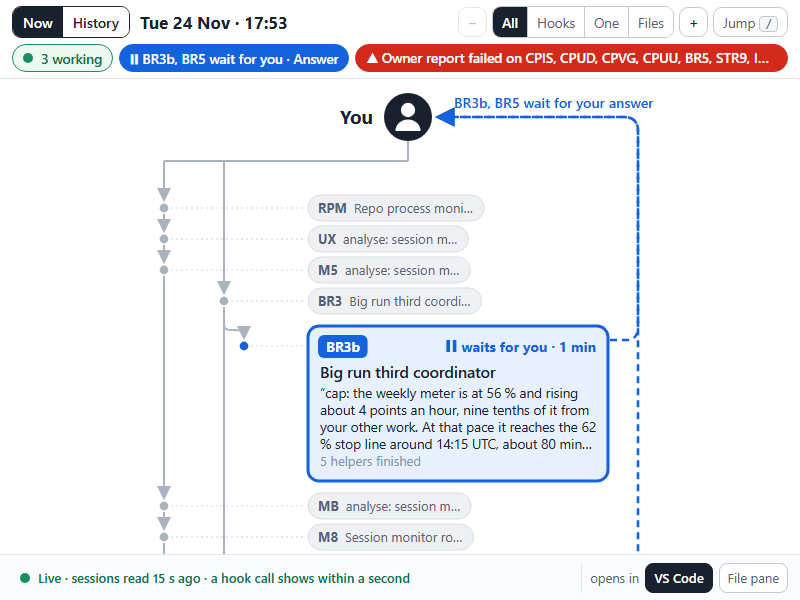 Now History Tue 24 Nov · 17:53 − All Hooks One Files + Jump /
3 working BR3b, BR5 wait for you · Answer Owner report failed on CPIS, CPUD, CPVG, CPUU, BR5, STR9, I...
BR3b, BR5 wait for your answer
You
RPM Repo process moni...
UX analyse: session m...
M5 analyse: session m...
BR3 Big run third coordi...
BR3b waits for you · 1 min
Big run third coordinator
“cap: the weekly meter is at 56 % and rising
about 4 points an hour, nine tenths of it from
your other work. At that pace it reaches the 62
% stop line around 14:15 UTC, about 80 min...
5 helpers finished
MB analyse: session m...
M8 Session monitor ro...
Live · sessions read 15 s ago · a hook call shows within a second opens in VS Code File pane